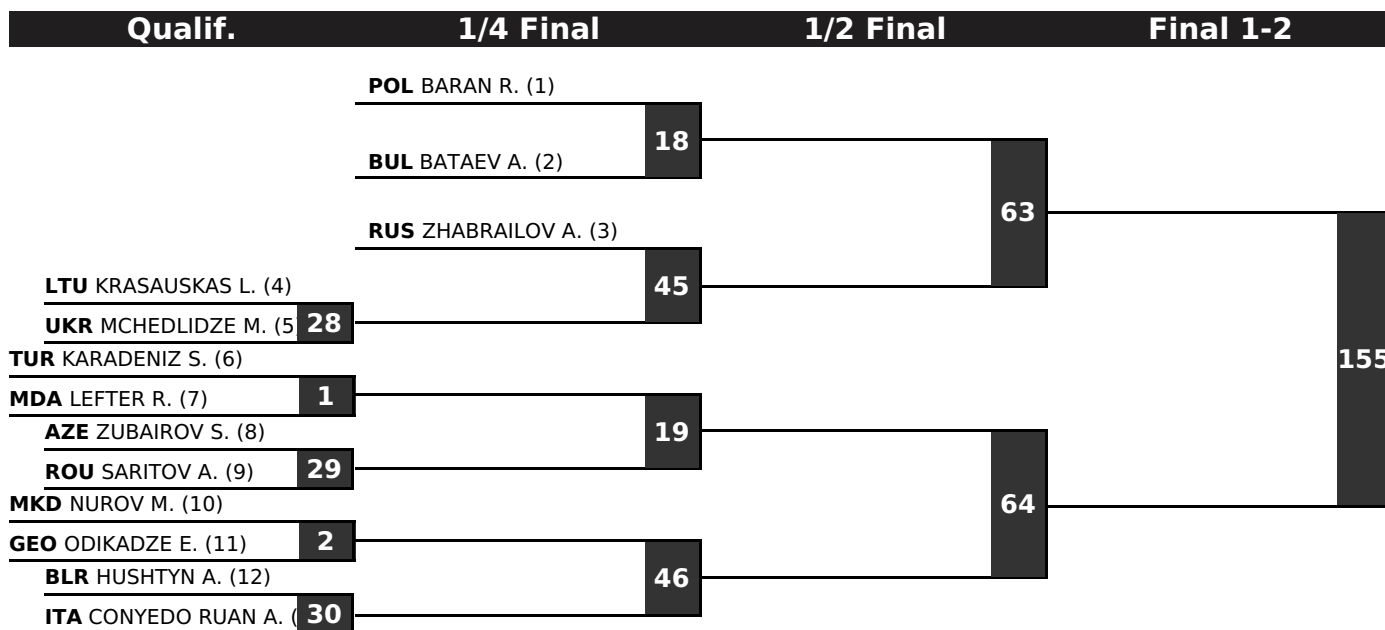 Qualif. 1/4 Final 1/2 Final Final 1-2
POL BARAN R. (1)
18
BUL BATAEV A. (2)
63
RUS ZHABRAILOV A. (3)
45
LTU KRASAUSKAS L. (4)
UKR MCHEDLIDZE M. (5 28
TUR KARADENIZ S. (6)
155
MDA LEFTER R. (7) 1
AZE ZUBAIROV S. (8)
19
ROU SARITOV A. (9) 29
MKD NUROV M. (10)
64
GEO ODIKADZE E. (11) 2
BLR HUSHTYN A. (12)
46
ITA CONYEDO RUAN A. ( 30